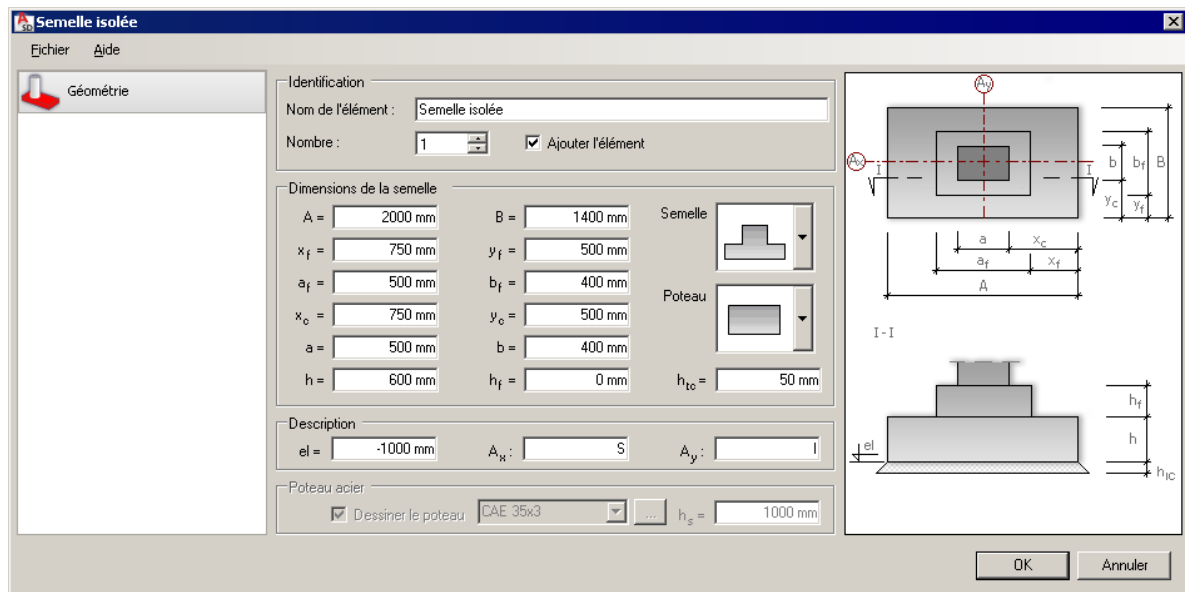 Semelle isolée
Fichier Aide
Géométrie
Identification
Nom de l'élément : Semelle isolée
Nombre : 1 Ajouter l'élément
Dimensions de la semelle
A = 2000 mm B = 1400 mm Semelle
xf = 750 mm yf = 500 mm
af = 500 mm bf = 400 mm
Poteau
xc = 750 mm yc = 500 mm
a = 500 mm b = 400 mm
h = 600 mm hf = 0 mm htc = 50 mm
Description
el = -1000 mm Ax : S Ay : I
Poteau acier
Dessiner le poteau CAE 35x3 ... hs = 1000 mm
Ay
Ax I I b bf B
yc yf
a xc
af xf
A
I-I
hf
h
el
htc
OK Annuler